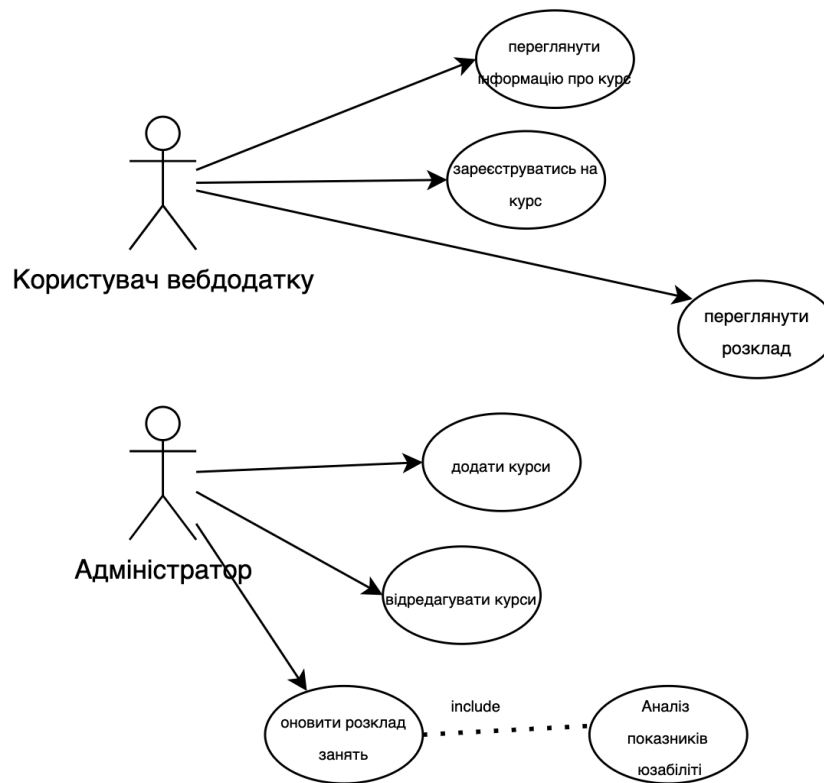 переглянути
інформацію про курс
зареєструватись на
курс
Користувач вебдодатку
переглянути
розклад
додати курси
Адміністратор
відредагувати курси
оновити розклад
занять
include
Аналіз
показників
юзабіліті